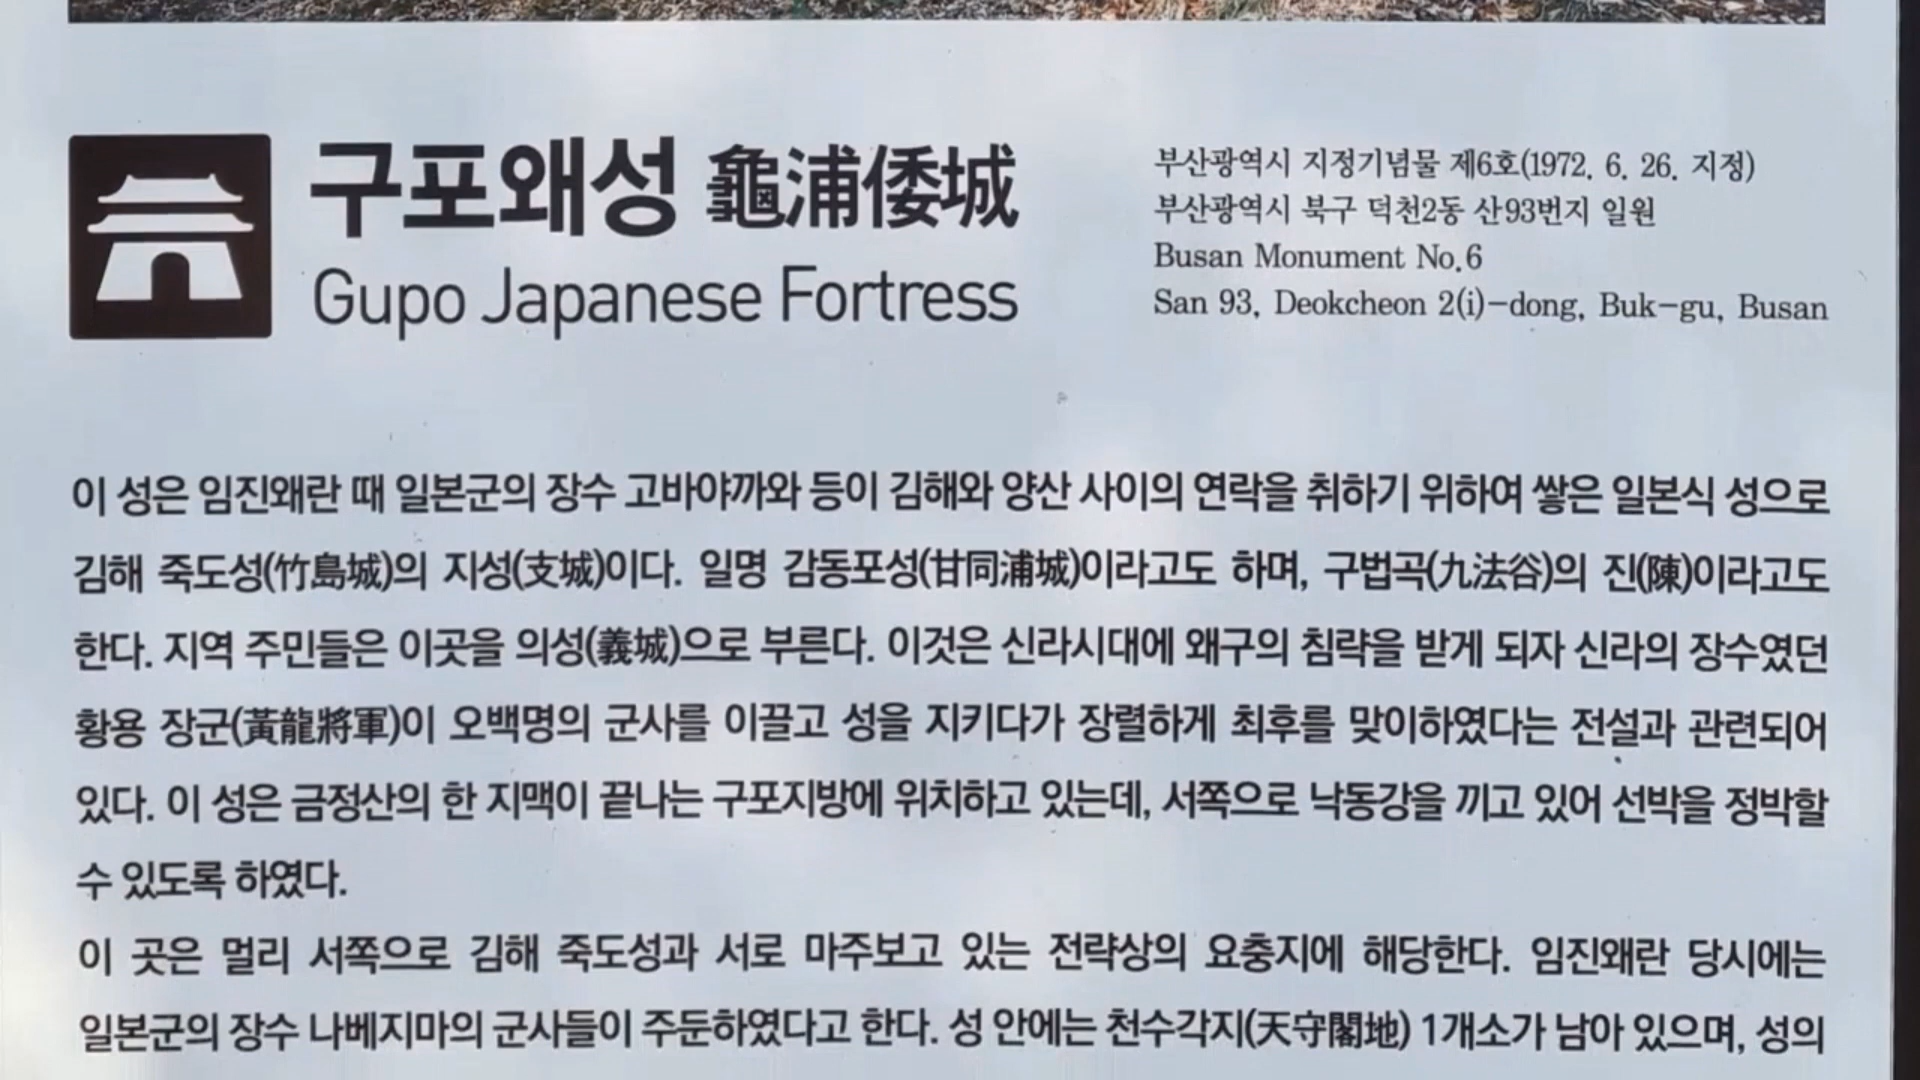 구포왜성 龜浦倭城
Gupo Japanese Fortress
부산광역시 지정기념물 제6호(1972. 6. 26. 지정)
부산광역시 북구 덕천2동 산93번지 일원
Busan Monument No.6
San 93, Deokcheon 2(i)-dong, Buk-gu, Busan
이 성은 임진왜란 때 일본군의 장수 고바야까와 등이 김해와 양산 사이의 연락을 취하기 위하여 쌓은 일본식 성으로
김해 죽도성(竹島城)의 지성(支城)이다. 일명 감동포성(甘同浦城)이라고도 하며, 구법곡(九法谷)의 진(陳)이라고도
한다. 지역 주민들은 이곳을 의성(義城)으로 부른다. 이것은 신라시대에 왜구의 침략을 받게 되자 신라의 장수였던
황용 장군(黃龍將軍)이 오백명의 군사를 이끌고 성을 지키다가 장렬하게 최후를 맞이하였다는 전설과 관련되어
있다. 이 성은 금정산의 한 지맥이 끝나는 구포지방에 위치하고 있는데, 서쪽으로 낙동강을 끼고 있어 선박을 정박할
수 있도록 하였다.
이 곳은 멀리 서쪽으로 김해 죽도성과 서로 마주보고 있는 전략상의 요충지에 해당한다. 임진왜란 당시에는
일본군의 장수 나베지마의 군사들이 주둔하였다고 한다. 성 안에는 천수각지(天守閣地) 1개소가 남아 있으며, 성의